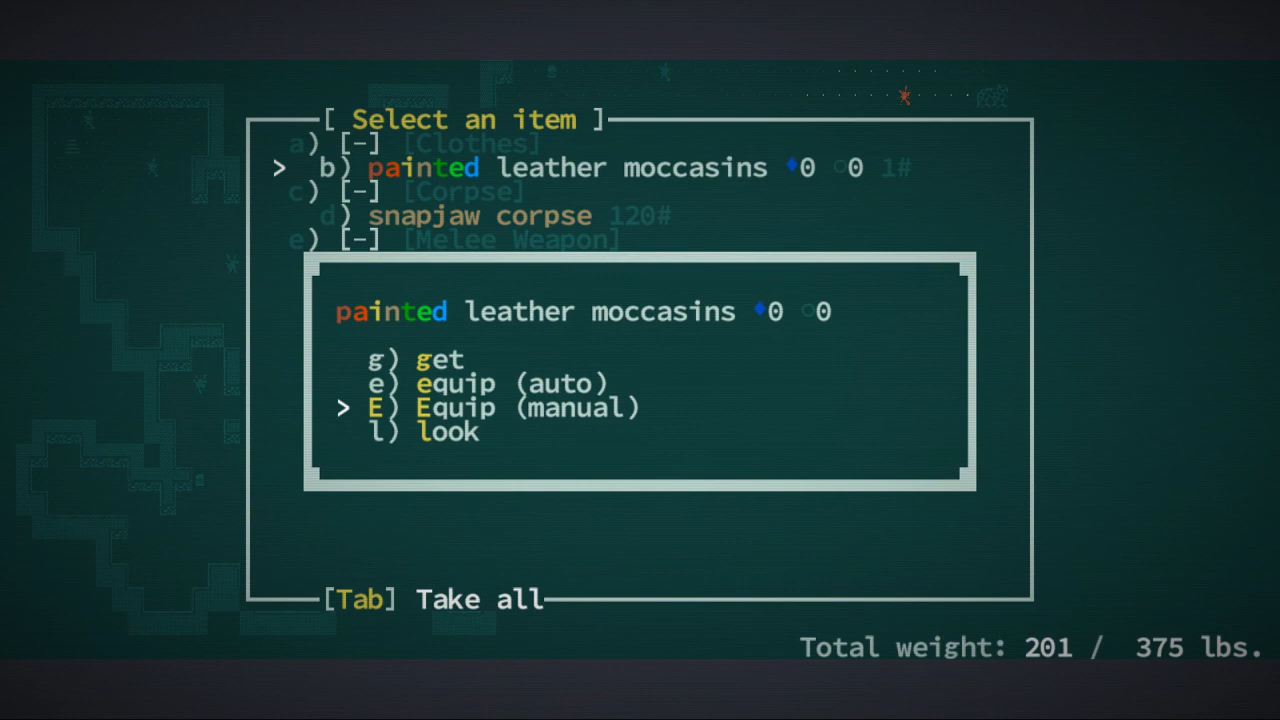 [ Select an item ]
a) [-] [Clothes]
> b) painted leather moccasins ♦0 ○0 1#
c) [-] [Corpse]
d) snapjaw corpse 120#
e) [-] [Melee Weapon]
painted leather moccasins ♦0 ○0
g) get
e) equip (auto)
> E) Equip (manual)
l) look
[Tab] Take all
Total weight: 201 / 375 lbs.